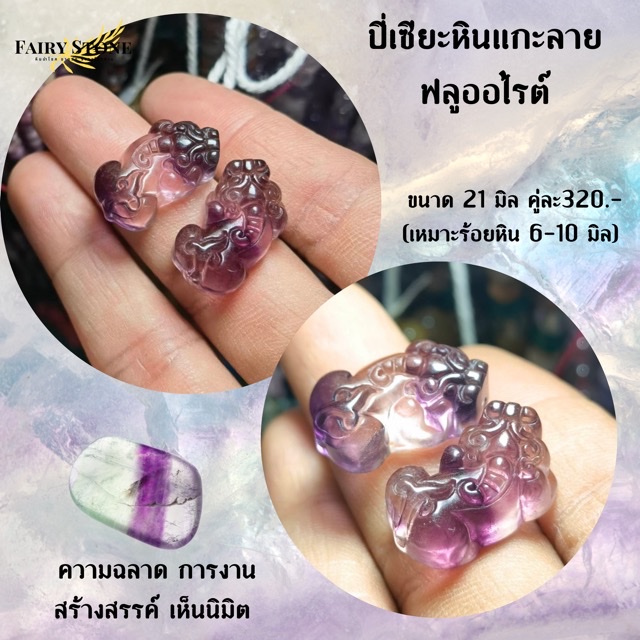 FAIRY STONE
ปี่เซียะหินแกะลาย
ฟลูออไรต์
ขนาด 21 มิล คู่ละ320.-
(เหมาะร้อยหิน 6-10 มิล)
ความฉลาด การงาน
สร้างสรรค์ เห็นนิมิต